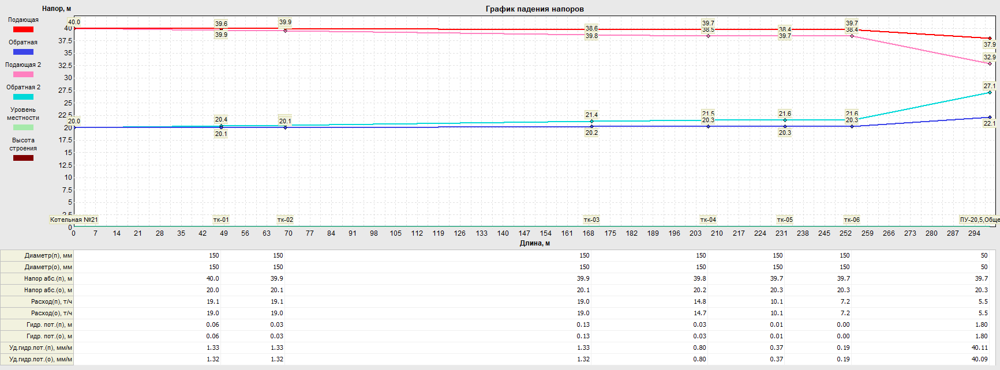 График падения напоров
Напор, м
Подающая
Обратная
Подающая 2
Обратная 2
Уровень
местности
Высота
строения
40
37.5
35
32.5
30
27.5
25
22.5
20
17.5
15
12.5
10
7.5
5
2.5
0
40.0
39.6
39.9
39.9
38.6
39.8
39.7
38.5
38.4
39.7
39.7
38.4
37.9
32.9
27.1
20.0
20.4
20.1
20.1
21.4
20.2
21.5
20.3
21.6
20.3
21.6
20.3
22.1
Котельная №21
тк-01
тк-02
тк-03
тк-04
тк-05
тк-06
ПУ-20,5,Обще
0 7 14 21 28 35 42 49 56 63 70 77 84 91 98 105 112 119 126 133 140 147 154 161 168 175 182 189 196 203 210 217 224 231 238 245 252 259 266 273 280 287 294
Длина, м
Диаметр(п), мм 150 150 150 150 150 150 50
Диаметр(о), мм 150 150 150 150 150 150 50
Напор абс.(п), м 40.0 39.9 39.9 39.8 39.7 39.7 39.7
Напор абс.(о), м 20.0 20.1 20.1 20.2 20.3 20.3 20.3
Расход(п), т/ч 19.1 19.1 19.0 14.8 10.1 7.2 5.5
Расход(о), т/ч 19.0 19.0 19.0 14.7 10.1 7.2 5.5
Гидр. пот.(п), м 0.06 0.03 0.13 0.03 0.01 0.00 1.80
Гидр. пот.(о), м 0.06 0.03 0.13 0.03 0.01 0.00 1.80
Уд.гидр.пот.(п), мм/м 1.33 1.33 1.33 0.80 0.37 0.19 40.11
Уд.гидр.пот.(о), мм/м 1.32 1.32 1.32 0.80 0.37 0.19 40.09